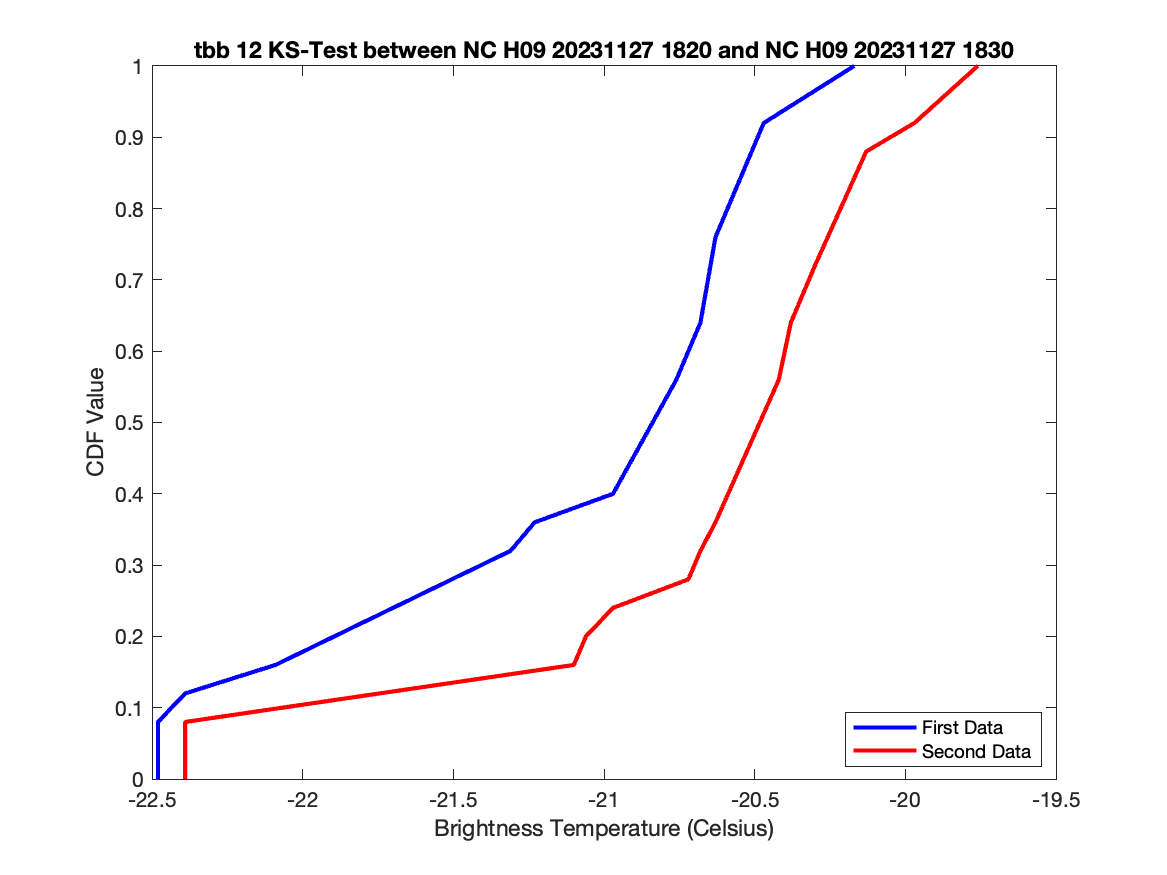 tbb 12 KS-Test between NC H09 20231127 1820 and NC H09 20231127 1830
1
0.9
0.8
0.7
0.6
0.5
0.4
0.3
0.2
0.1
0
CDF Value
First Data
Second Data
-22.5 -22 -21.5 -21 -20.5 -20 -19.5
Brightness Temperature (Celsius)